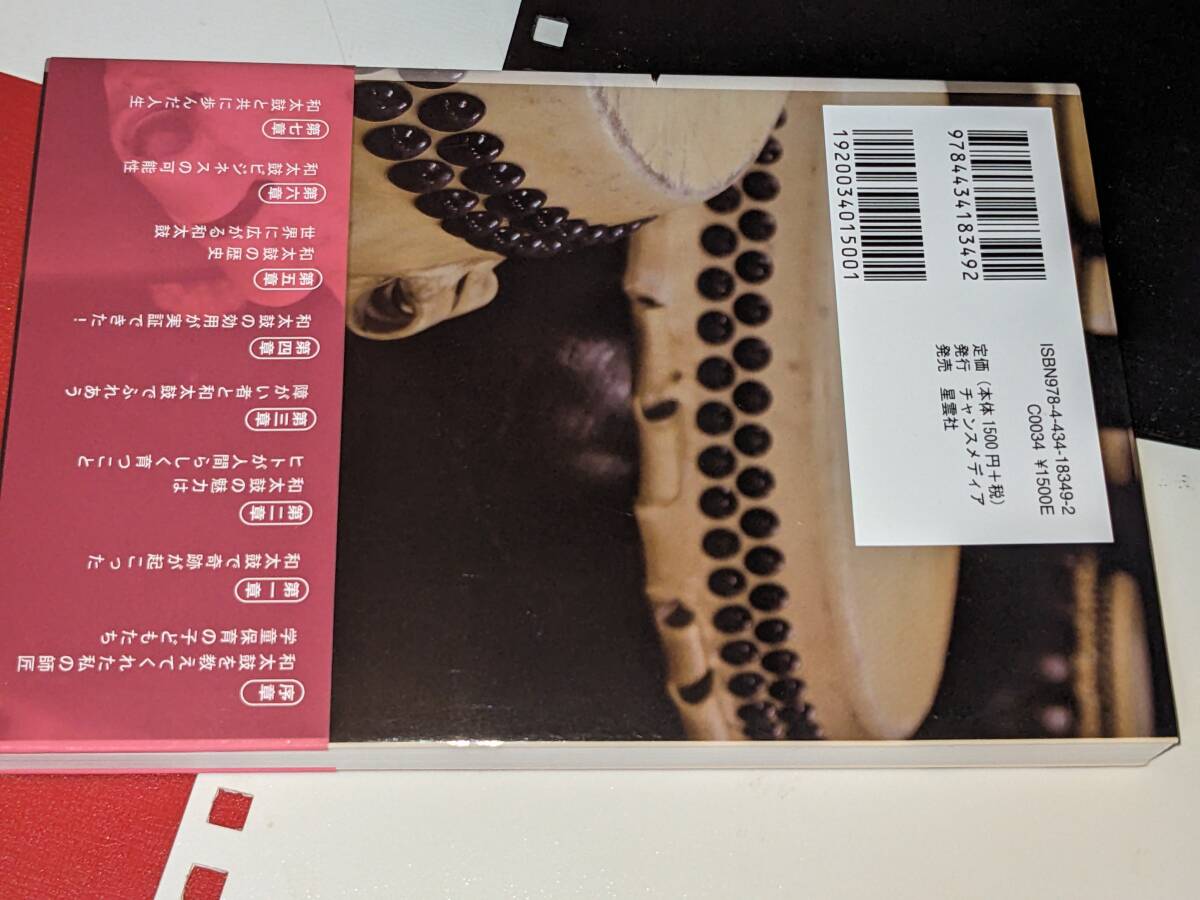 9784434183492
1920034015001
ISBN978-4-434-18349-2
C0034 ¥1500E
定価（本体1500円＋税）
発行 チャンスメディア
発売 星雲社
序章
和太鼓を教えてくれた私の師匠
学童保育の子どもたち
第一章
和太鼓で奇跡が起こった
第二章
和太鼓の魅力は
ヒトが人間らしく育つこと
第三章
障がい者と和太鼓でふれあう
第四章
和太鼓の効用が実証できた！
第五章
和太鼓の歴史
世界に広がる和太鼓
第六章
和太鼓ビジネスの可能性
第七章
和太鼓と共に歩んだ人生